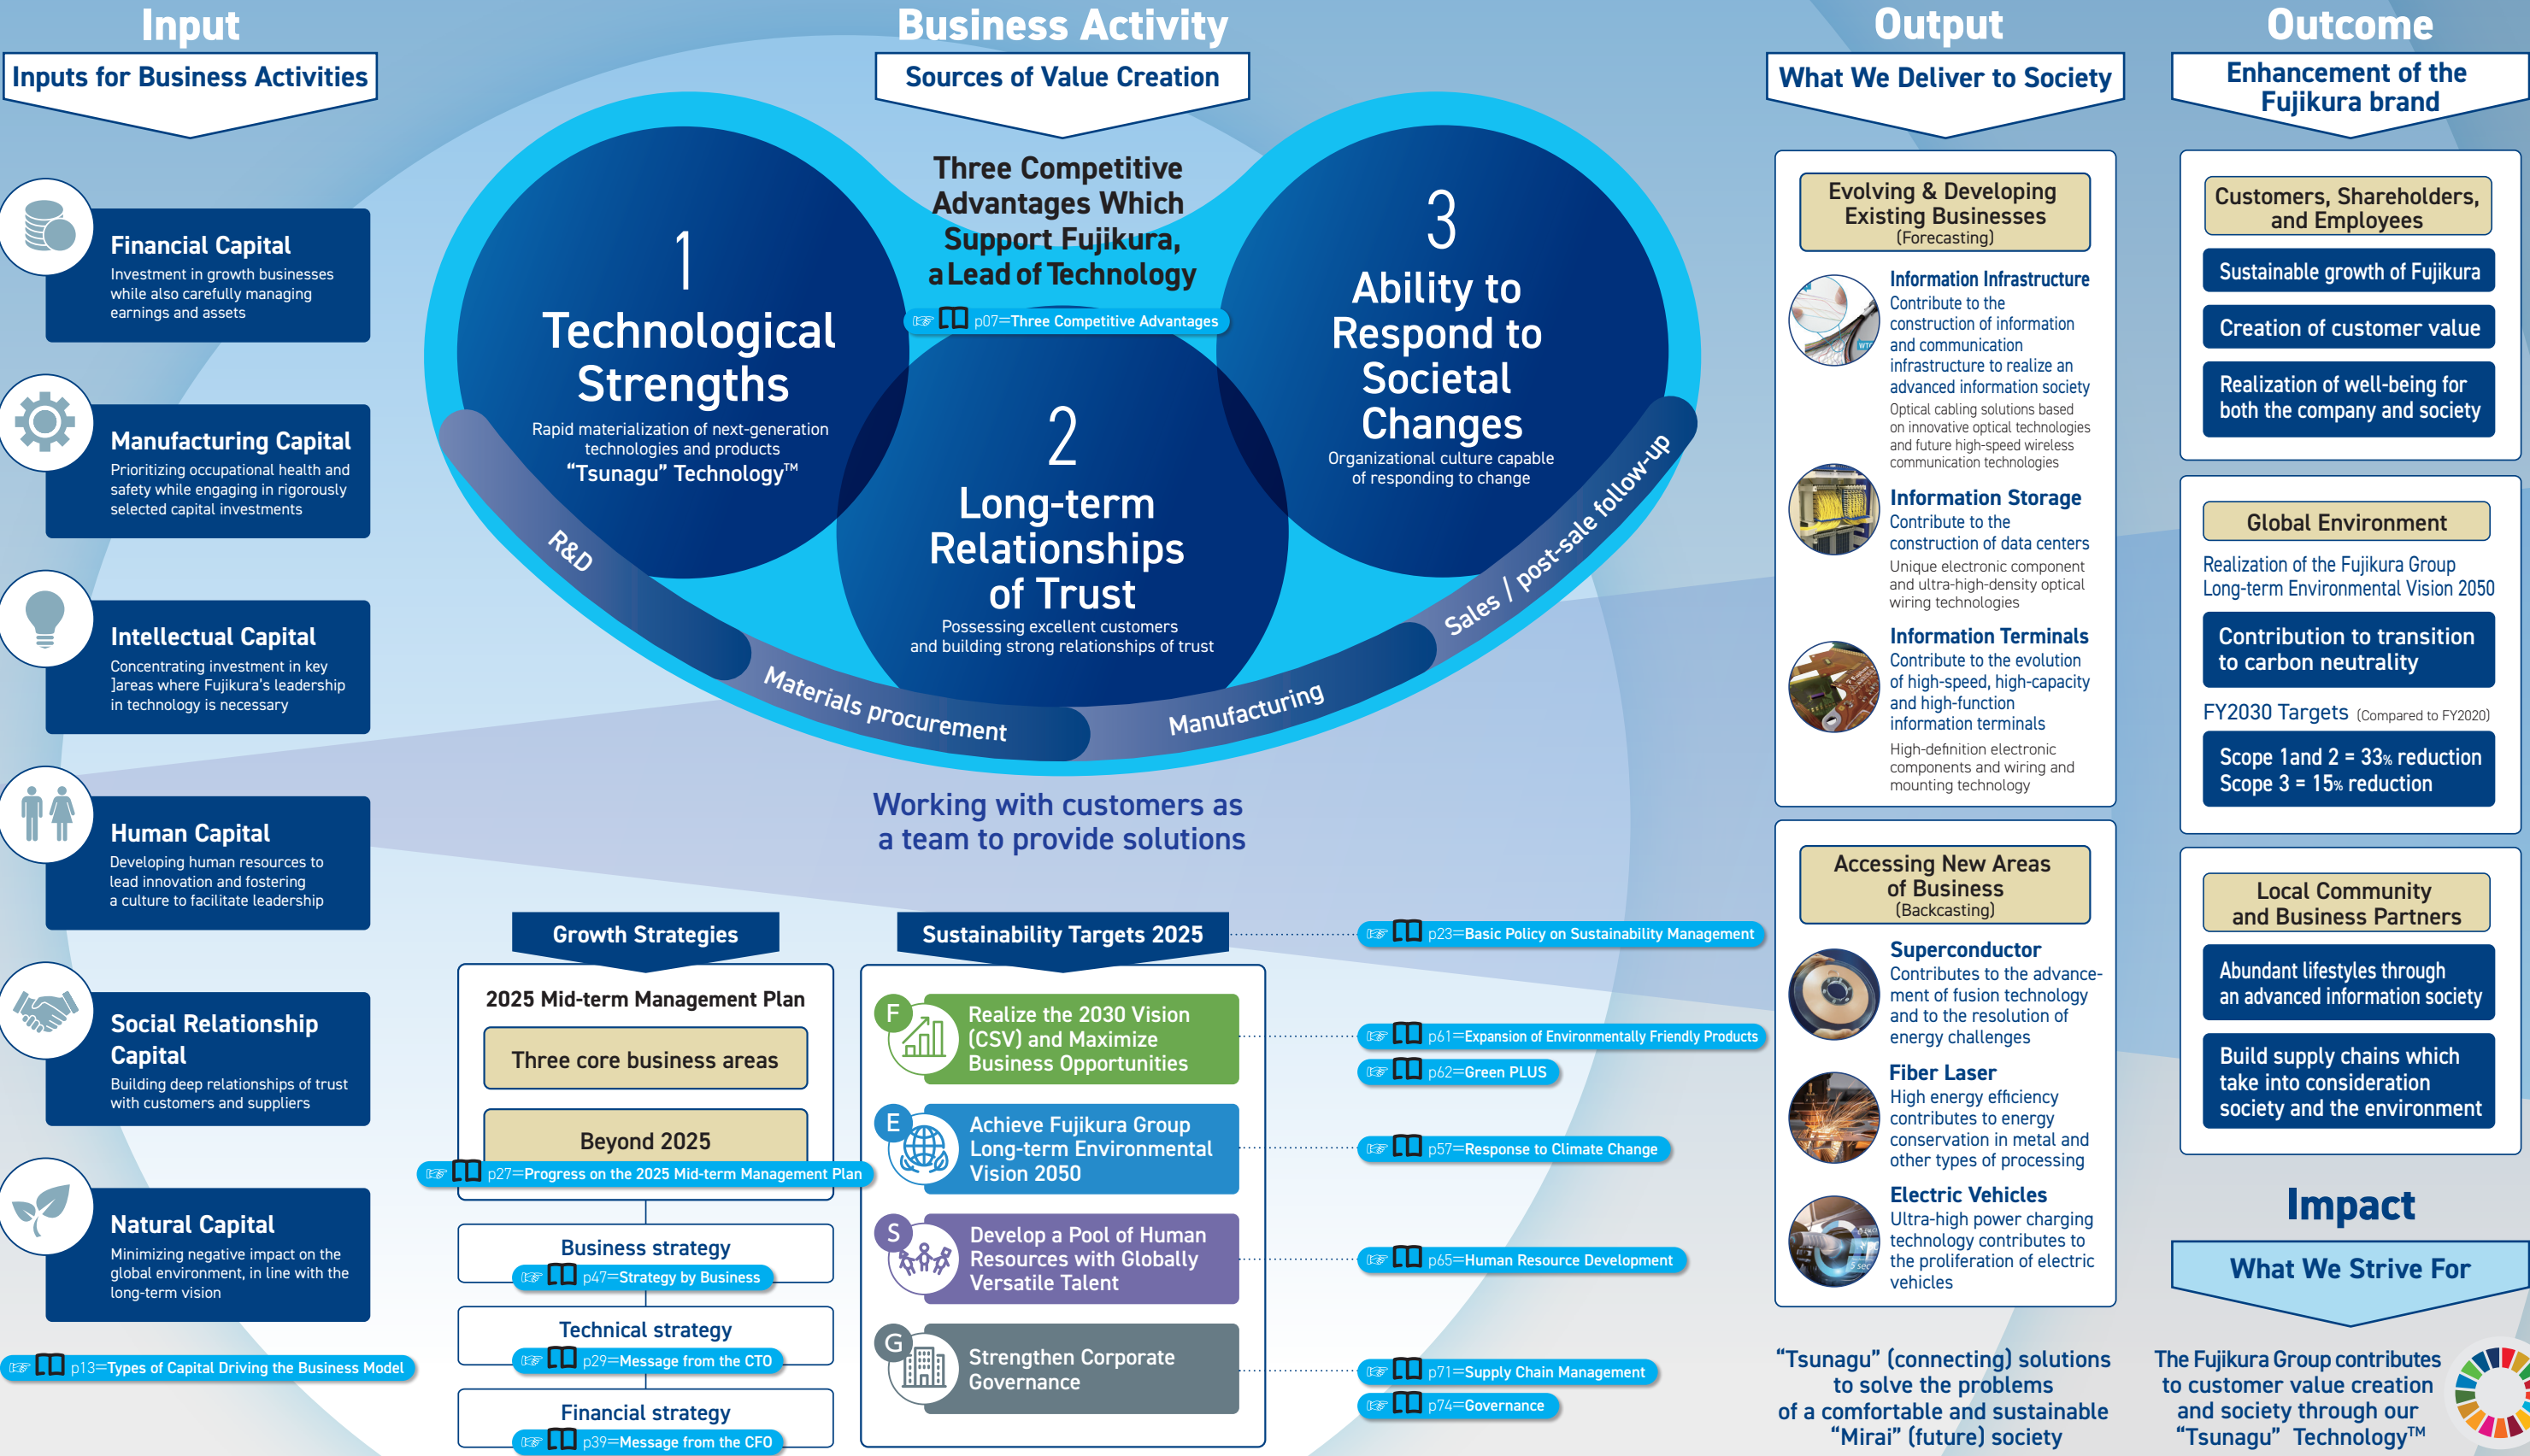 Input
Inputs for Business Activities
Financial Capital
Investment in growth businesses
while also carefully managing
earnings and assets
Manufacturing Capital
Prioritizing occupational health and
safety while engaging in rigorously
selected capital investments
Intellectual Capital
Concentrating investment in key
]areas where Fujikura's leadership
in technology is necessary
Human Capital
Developing human resources to
lead innovation and fostering
a culture to facilitate leadership
Social Relationship
Capital
Building deep relationships of trust
with customers and suppliers
Natural Capital
Minimizing negative impact on the
global environment, in line with the
long-term vision
p13=Types of Capital Driving the Business Model
Business Activity
Sources of Value Creation
Three Competitive
Advantages Which
Support Fujikura,
a Lead of Technology
p07=Three Competitive Advantages
1
Technological
Strengths
Rapid materialization of next-generation
technologies and products
“Tsunagu” Technology™
2
Long-term
Relationships
of Trust
Possessing excellent customers
and building strong relationships of trust
3
Ability to
Respond to
Societal
Changes
Organizational culture capable
of responding to change
R&D
Materials procurement
Manufacturing
Sales / post-sale follow-up
Working with customers as
a team to provide solutions
Growth Strategies
2025 Mid-term Management Plan
Three core business areas
Beyond 2025
p27=Progress on the 2025 Mid-term Management Plan
Business strategy
p47=Strategy by Business
Technical strategy
p29=Message from the CTO
Financial strategy
p39=Message from the CFO
Sustainability Targets 2025
p23=Basic Policy on Sustainability Management
F
Realize the 2030 Vision
(CSV) and Maximize
Business Opportunities
p61=Expansion of Environmentally Friendly Products
p62=Green PLUS
E
Achieve Fujikura Group
Long-term Environmental
Vision 2050
p57=Response to Climate Change
S
Develop a Pool of Human
Resources with Globally
Versatile Talent
p65=Human Resource Development
G
Strengthen Corporate
Governance
p71=Supply Chain Management
p74=Governance
Output
What We Deliver to Society
Evolving & Developing
Existing Businesses
(Forecasting)
Information Infrastructure
Contribute to the
construction of information
and communication
infrastructure to realize an
advanced information society
Optical cabling solutions based
on innovative optical technologies
and future high-speed wireless
communication technologies
Information Storage
Contribute to the
construction of data centers
Unique electronic component
and ultra-high-density optical
wiring technologies
Information Terminals
Contribute to the evolution
of high-speed, high-capacity
and high-function
information terminals
High-definition electronic
components and wiring and
mounting technology
Accessing New Areas
of Business
(Backcasting)
Superconductor
Contributes to the advance-
ment of fusion technology
and to the resolution of
energy challenges
Fiber Laser
High energy efficiency
contributes to energy
conservation in metal and
other types of processing
Electric Vehicles
Ultra-high power charging
technology contributes to
the proliferation of electric
vehicles
“Tsunagu” (connecting) solutions
to solve the problems
of a comfortable and sustainable
“Mirai” (future) society
Outcome
Enhancement of the
Fujikura brand
Customers, Shareholders,
and Employees
Sustainable growth of Fujikura
Creation of customer value
Realization of well-being for
both the company and society
Global Environment
Realization of the Fujikura Group
Long-term Environmental Vision 2050
Contribution to transition
to carbon neutrality
FY2030 Targets (Compared to FY2020)
Scope 1and 2 = 33% reduction
Scope 3 = 15% reduction
Local Community
and Business Partners
Abundant lifestyles through
an advanced information society
Build supply chains which
take into consideration
society and the environment
Impact
What We Strive For
The Fujikura Group contributes
to customer value creation
and society through our
“Tsunagu” Technology™